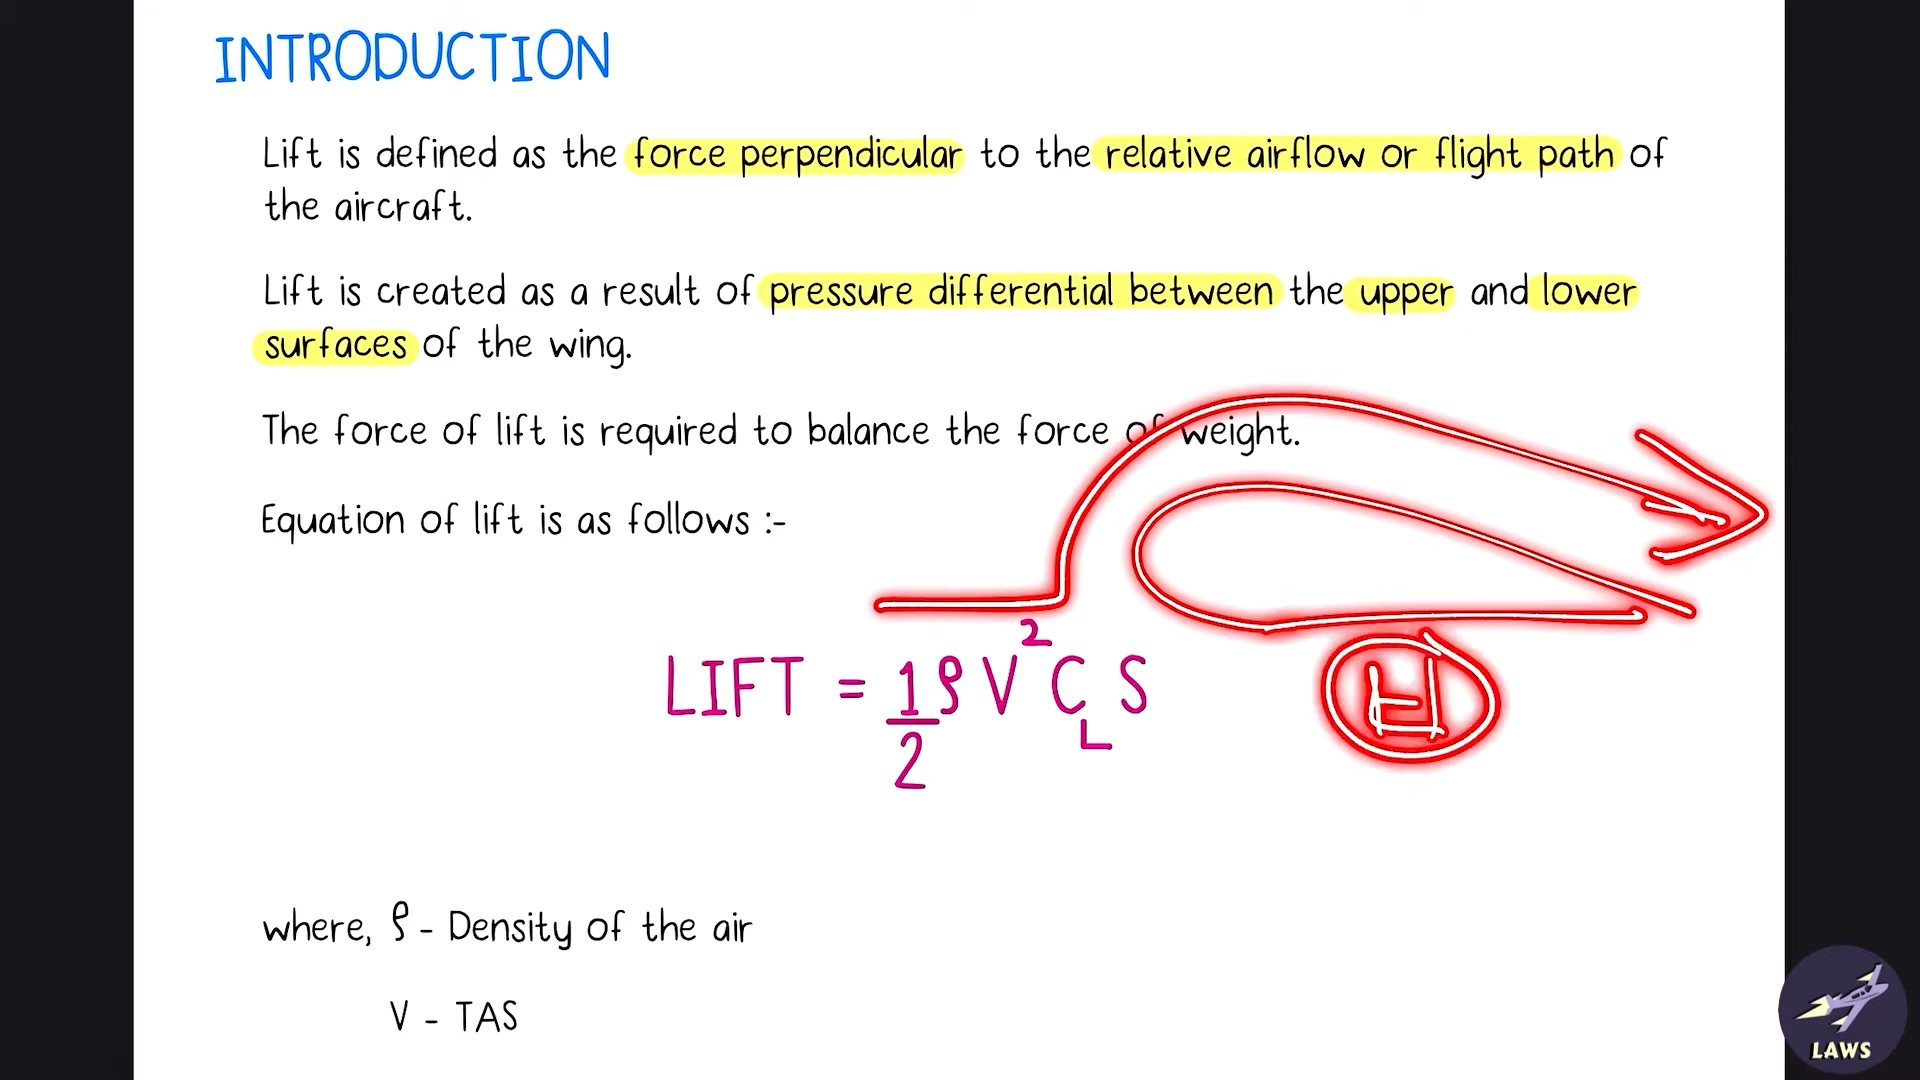 INTRODUCTION
Lift is defined as the force perpendicular to the relative airflow or flight path of
the aircraft.
Lift is created as a result of pressure differential between the upper and lower
surfaces of the wing.
The force of lift is required to balance the force of weight.
Equation of lift is as follows :-
LIFT = 1/2 ρ V² C_L S
where, ρ - Density of the air
V - TAS
LAWS